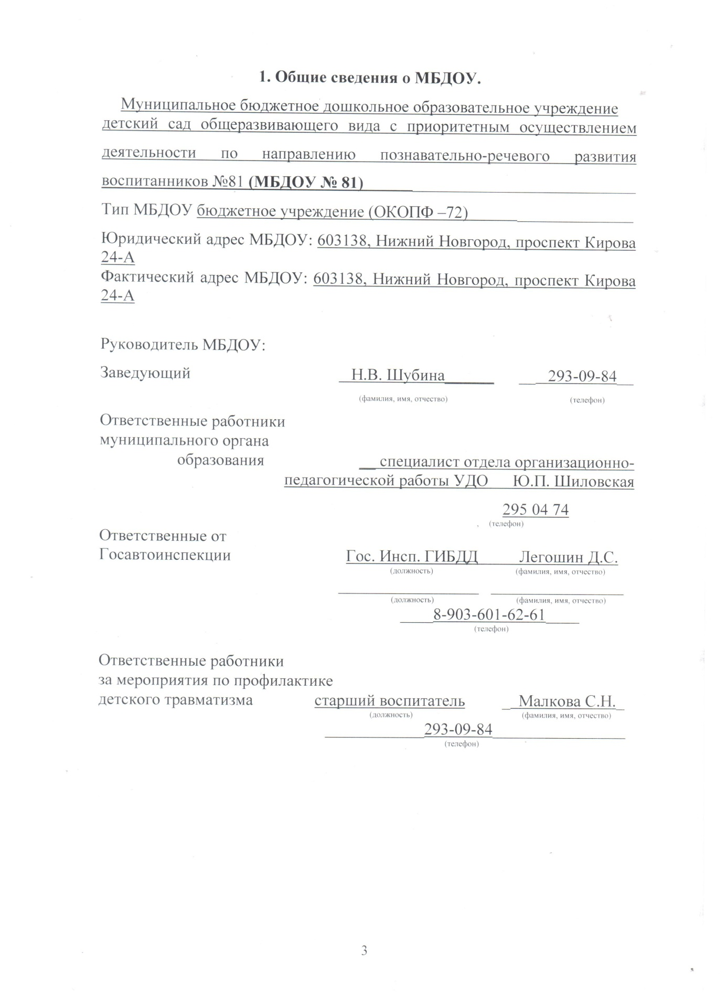 1. Общие сведения о МБДОУ.
Муниципальное бюджетное дошкольное образовательное учреждение
детский сад общеразвивающего вида с приоритетным осуществлением
деятельности по направлению познавательно-речевого развития
воспитанников №81 (МБДОУ № 81)
Тип МБДОУ бюджетное учреждение (ОКОПФ –72)
Юридический адрес МБДОУ: 603138, Нижний Новгород, проспект Кирова
24-А
Фактический адрес МБДОУ: 603138, Нижний Новгород, проспект Кирова
24-А
Руководитель МБДОУ:
Заведующий Н.В. Шубина 293-09-84
(фамилия, имя, отчество) (телефон)
Ответственные работники
муниципального органа
образования специалист отдела организационно-
педагогической работы УДО Ю.П. Шиловская
295 04 74
(телефон)
Ответственные от
Госавтоинспекции Гос. Инсп. ГИБДД Легошин Д.С.
(должность) (фамилия, имя, отчество)
(должность) (фамилия, имя, отчество)
8-903-601-62-61
(телефон)
Ответственные работники
за мероприятия по профилактике
детского травматизма старший воспитатель Малкова С.Н.
(должность) (фамилия, имя, отчество)
293-09-84
(телефон)
3